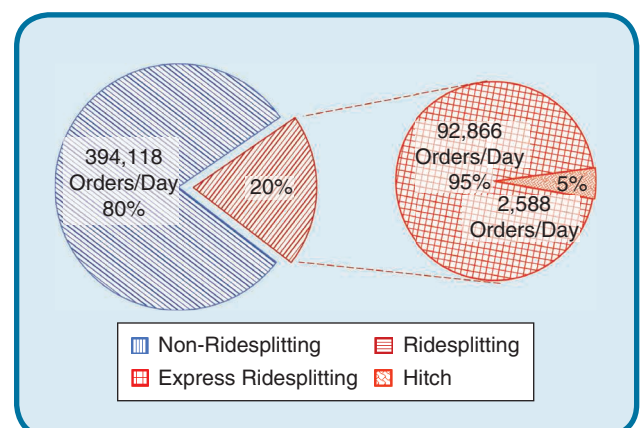 394,118
Orders/Day
80%
20%
92,866
Orders/Day
95%
5%
2,588
Orders/Day
Non-Ridesplitting
Ridesplitting
Express Ridesplitting
Hitch